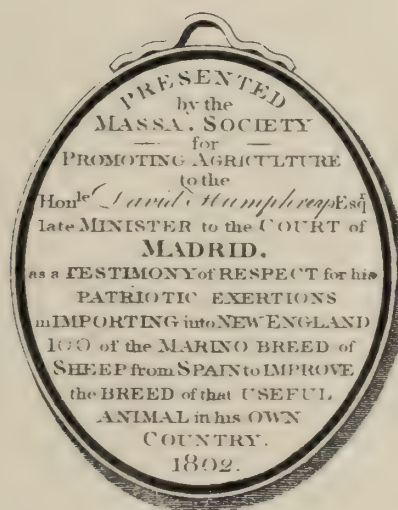 PRESENTED
by the
MASSA. SOCIETY
for
PROMOTING AGRICULTURE
to the
Honle David Humphreys Esqr
late MINISTER to the COURT of
MADRID.
as a TESTIMONY of RESPECT for his
PATRIOTIC EXERTIONS
in IMPORTING into NEW ENGLAND
100 of the MARINO BREED of
SHEEP from SPAIN to IMPROVE
the BREED of that USEFUL
ANIMAL in his OWN
COUNTRY.
1802.